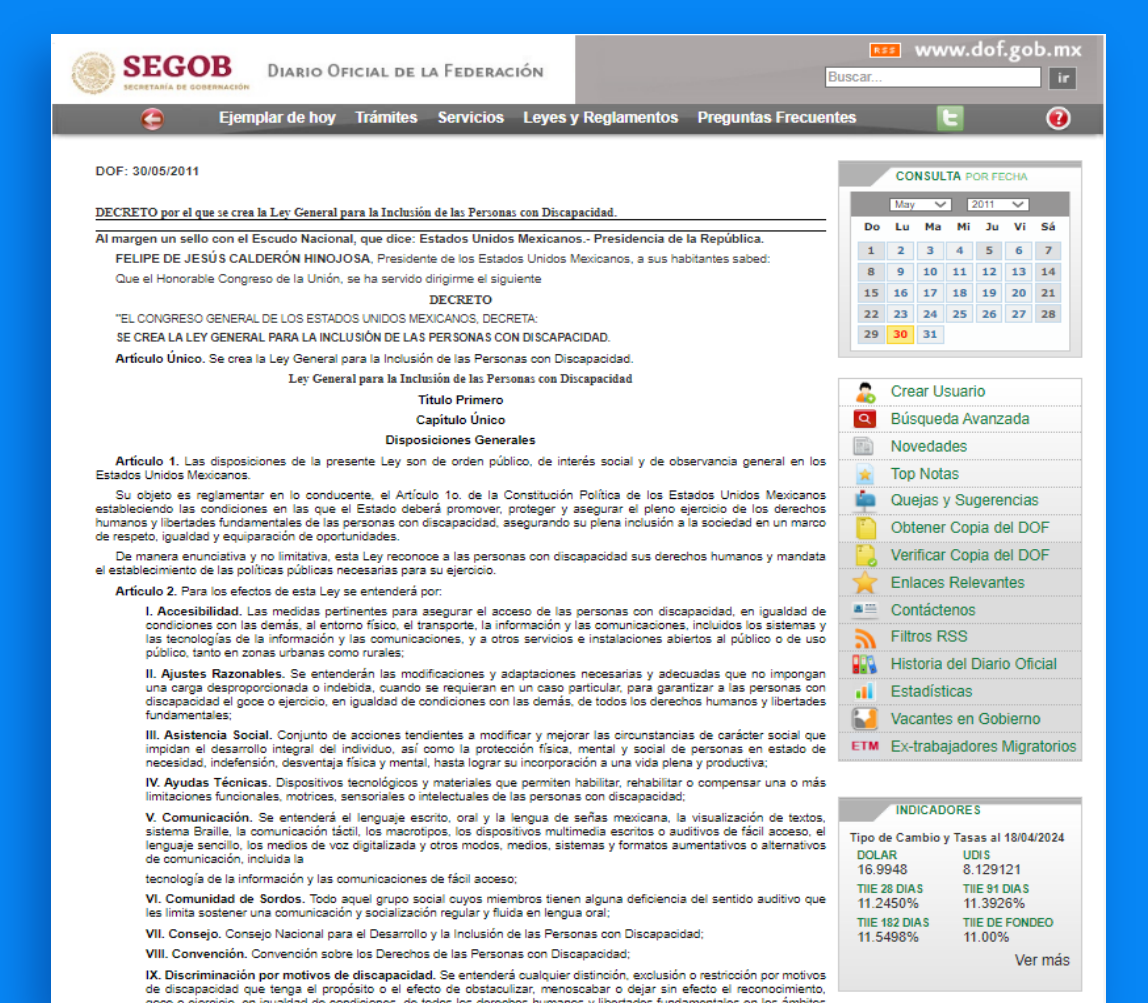 SEGOB
SECRETARÍA DE GOBERNACIÓN
DIARIO OFICIAL DE LA FEDERACIÓN
RSS www.dof.gob.mx
Buscar... ir
Ejemplar de hoy Trámites Servicios Leyes y Reglamentos Preguntas Frecuentes
DOF: 30/05/2011
DECRETO por el que se crea la Ley General para la Inclusión de las Personas con Discapacidad.
Al margen un sello con el Escudo Nacional, que dice: Estados Unidos Mexicanos.- Presidencia de la República.
FELIPE DE JESÚS CALDERÓN HINOJOSA, Presidente de los Estados Unidos Mexicanos, a sus habitantes sabed:
Que el Honorable Congreso de la Unión, se ha servido dirigirme el siguiente
DECRETO
"EL CONGRESO GENERAL DE LOS ESTADOS UNIDOS MEXICANOS, DECRETA:
SE CREA LA LEY GENERAL PARA LA INCLUSIÓN DE LAS PERSONAS CON DISCAPACIDAD.
Artículo Único. Se crea la Ley General para la Inclusión de las Personas con Discapacidad.
Ley General para la Inclusión de las Personas con Discapacidad
Título Primero
Capítulo Único
Disposiciones Generales
Artículo 1. Las disposiciones de la presente Ley son de orden público, de interés social y de observancia general en los
Estados Unidos Mexicanos.
Su objeto es reglamentar en lo conducente, el Artículo 1o. de la Constitución Política de los Estados Unidos Mexicanos
estableciendo las condiciones en las que el Estado deberá promover, proteger y asegurar el pleno ejercicio de los derechos
humanos y libertades fundamentales de las personas con discapacidad, asegurando su plena inclusión a la sociedad en un marco
de respeto, igualdad y equiparación de oportunidades.
De manera enunciativa y no limitativa, esta Ley reconoce a las personas con discapacidad sus derechos humanos y mandata
el establecimiento de las políticas públicas necesarias para su ejercicio.
Artículo 2. Para los efectos de esta Ley se entenderá por:
I. Accesibilidad. Las medidas pertinentes para asegurar el acceso de las personas con discapacidad, en igualdad de
condiciones con las demás, al entorno físico, el transporte, la información y las comunicaciones, incluidos los sistemas y
las tecnologías de la información y las comunicaciones, y a otros servicios e instalaciones abiertos al público o de uso
público, tanto en zonas urbanas como rurales;
II. Ajustes Razonables. Se entenderán las modificaciones y adaptaciones necesarias y adecuadas que no impongan
una carga desproporcionada o indebida, cuando se requieran en un caso particular, para garantizar a las personas con
discapacidad el goce o ejercicio, en igualdad de condiciones con las demás, de todos los derechos humanos y libertades
fundamentales;
III. Asistencia Social. Conjunto de acciones tendientes a modificar y mejorar las circunstancias de carácter social que
impidan el desarrollo integral del individuo, así como la protección física, mental y social de personas en estado de
necesidad, indefensión, desventaja física y mental, hasta lograr su incorporación a una vida plena y productiva;
IV. Ayudas Técnicas. Dispositivos tecnológicos y materiales que permiten habilitar, rehabilitar o compensar una o más
limitaciones funcionales, motrices, sensoriales o intelectuales de las personas con discapacidad;
V. Comunicación. Se entenderá el lenguaje escrito, oral y la lengua de señas mexicana, la visualización de textos,
sistema Braille, la comunicación táctil, los macrotipos, los dispositivos multimedia escritos o auditivos de fácil acceso, el
lenguaje sencillo, los medios de voz digitalizada y otros modos, medios, sistemas y formatos aumentativos o alternativos
de comunicación, incluida la
tecnología de la información y las comunicaciones de fácil acceso;
VI. Comunidad de Sordos. Todo aquel grupo social cuyos miembros tienen alguna deficiencia del sentido auditivo que
les limita sostener una comunicación y socialización regular y fluida en lengua oral;
VII. Consejo. Consejo Nacional para el Desarrollo y la Inclusión de las Personas con Discapacidad;
VIII. Convención. Convención sobre los Derechos de las Personas con Discapacidad;
IX. Discriminación por motivos de discapacidad. Se entenderá cualquier distinción, exclusión o restricción por motivos
de discapacidad que tenga el propósito o el efecto de obstaculizar, menoscabar o dejar sin efecto el reconocimiento,
goce o ejercicio, en igualdad de condiciones, de todos los derechos humanos y libertades fundamentales en los ámbitos
CONSULTA POR FECHA
May 2011
Do Lu Ma Mi Ju Vi Sá
1 2 3 4 5 6 7
8 9 10 11 12 13 14
15 16 17 18 19 20 21
22 23 24 25 26 27 28
29 30 31
Crear Usuario
Búsqueda Avanzada
Novedades
Top Notas
Quejas y Sugerencias
Obtener Copia del DOF
Verificar Copia del DOF
Enlaces Relevantes
Contáctenos
Filtros RSS
Historia del Diario Oficial
Estadísticas
Vacantes en Gobierno
ETM Ex-trabajadores Migratorios
INDICADORES
Tipo de Cambio y Tasas al 18/04/2024
DOLAR UDIS
16.9948 8.129121
TIIE 28 DIAS TIIE 91 DIAS
11.2450% 11.3926%
TIIE 182 DIAS TIIE DE FONDEO
11.5498% 11.00%
Ver más